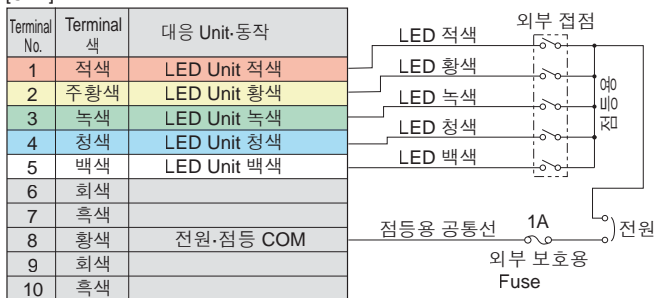 Terminal No. Terminal 색 대응 Unit·동작
1 적색 LED Unit 적색
2 주황색 LED Unit 황색
3 녹색 LED Unit 녹색
4 청색 LED Unit 청색
5 백색 LED Unit 백색
6 회색
7 흑색
8 황색 전원·점등 COM
9 회색
10 흑색
외부 접점
LED 적색
LED 황색
LED 녹색
LED 청색
LED 백색
점등용
점등용 공통선
1A
전원
외부 보호용
Fuse